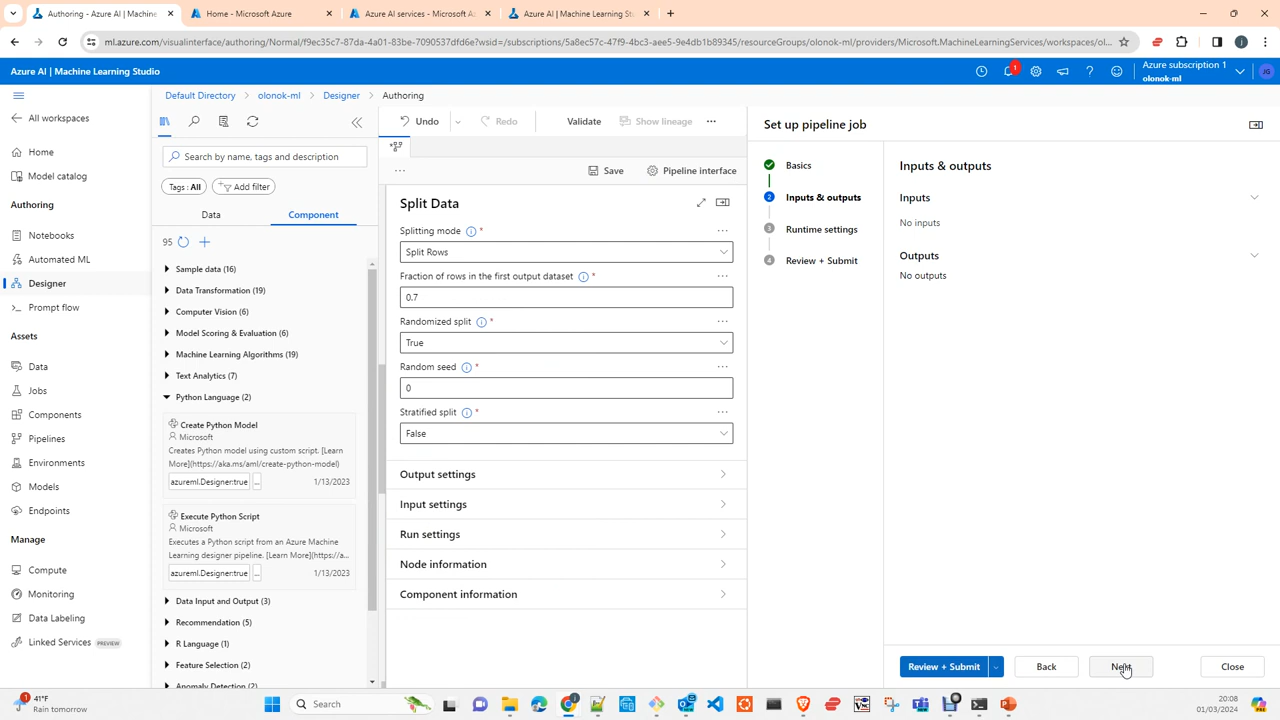 Authoring - Azure AI | Machine
Home - Microsoft Azure
Azure AI services - Microsoft Az
Azure AI | Machine Learning Stu
ml.azure.com/visualinterface/authoring/Normal/f9ec35c7-87da-4a01-83be-7090537dfd6e?wsid=/subscriptions/5a8ec57c-47f9-4bc3-aee5-9e4db1b89345/resourceGroups/olonok-ml/providers/Microsoft.MachineLearningServices/workspaces/ol...
Azure AI | Machine Learning Studio
1
Azure subscription 1
olonok-ml
JG
All workspaces
Home
Model catalog
Authoring
Notebooks
Automated ML
Designer
Prompt flow
Assets
Data
Jobs
Components
Pipelines
Environments
Models
Endpoints
Manage
Compute
Monitoring
Data Labeling
Linked Services PREVIEW
Default Directory > olonok-ml > Designer > Authoring
Search by name, tags and description
Tags : All
Add filter
Data
Component
95
Sample data (16)
Data Transformation (19)
Computer Vision (6)
Model Scoring & Evaluation (6)
Machine Learning Algorithms (19)
Text Analytics (7)
Python Language (2)
Create Python Model
Microsoft
Creates Python model using custom script. [Learn
More](https://aka.ms/aml/create-python-model)
azureml.Designer:true ... 1/13/2023
Execute Python Script
Microsoft
Executes a Python script from an Azure Machine
Learning designer pipeline. [Learn More](https://a...
azureml.Designer:true ... 1/13/2023
Data Input and Output (3)
Recommendation (5)
R Language (1)
Feature Selection (2)
Anomaly Detection (2)
Undo
Redo
Validate
Show lineage
...
...
Save
Pipeline interface
Split Data
Splitting mode *
Split Rows
Fraction of rows in the first output dataset *
0.7
Randomized split *
True
Random seed *
0
Stratified split *
False
Output settings
Input settings
Run settings
Node information
Component information
Set up pipeline job
Basics
2 Inputs & outputs
3 Runtime settings
4 Review + Submit
Inputs & outputs
Inputs
No inputs
Outputs
No outputs
Review + Submit
Back
Next
Close
1
41°F
Rain tomorrow
Search
20:08
01/03/2024